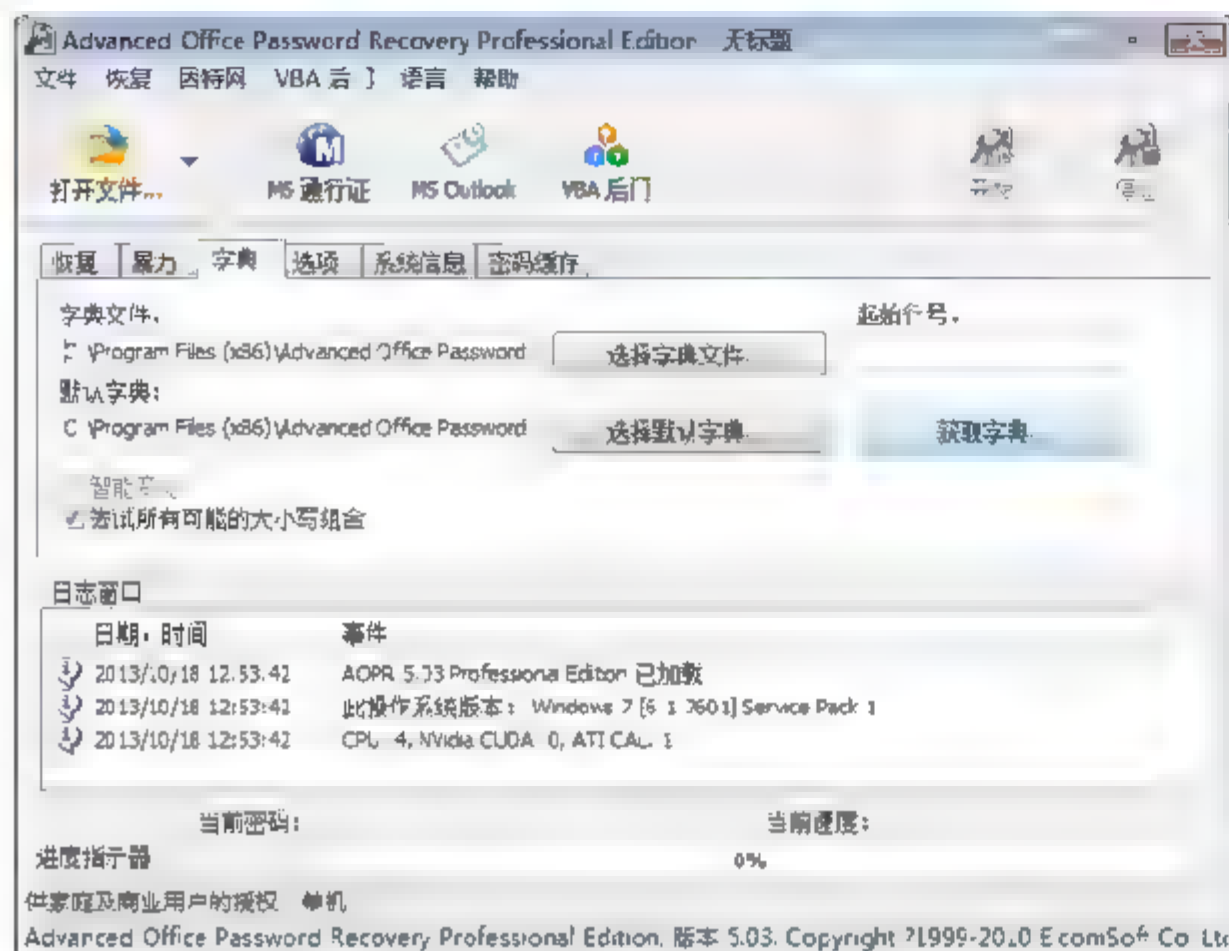 Advanced Office Password Recovery Professional Edition 无标题
文件 恢复 因特网 VBA 后 语言 帮助
打开文件... MS 通行证 MS Outlook VBA 后门
恢复 暴力 字典 选项 系统信息 密码缓存
字典文件: 起始行号:
\Program Files (x86)\Advanced Office Password 选择字典文件...
默认字典:
C \Program Files (x86)\Advanced Office Password 选择默认字典... 获取字典...
智能
尝试所有可能的大小写组合
日志窗口
日期,时间 事件
2013/10/18 12:53:42 AOPR 5.03 Professional Edition 已加载
2013/10/18 12:53:42 此操作系统版本: Windows 7 [6.1.7601] Service Pack 1
2013/10/18 12:53:42 CPU 4, NVidia CUDA 0, ATI CAL 1
当前密码: 当前速度:
进度指示器 0%
供家庭及商业用户的授权 单机
Advanced Office Password Recovery Professional Edition, 版本 5.03. Copyright ?1999-2010 ElcomSoft Co. Lt